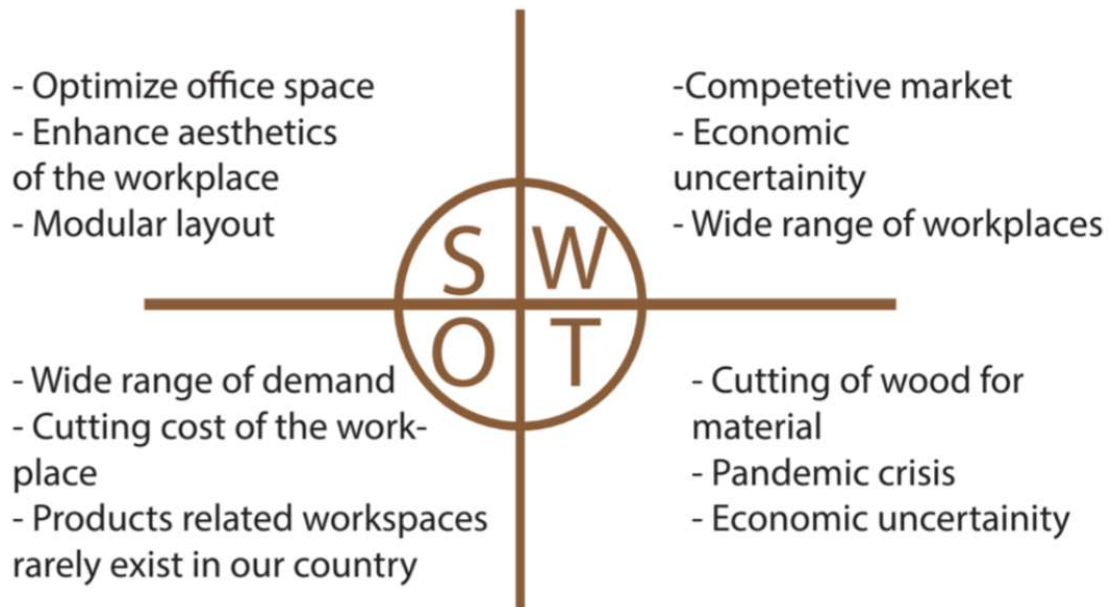 - Optimize office space
- Enhance aesthetics
of the workplace
- Modular layout
-Competetive market
- Economic
uncertainity
- Wide range of workplaces
S W
O T
- Wide range of demand
- Cutting cost of the work-
place
- Products related workspaces
rarely exist in our country
- Cutting of wood for
material
- Pandemic crisis
- Economic uncertainity